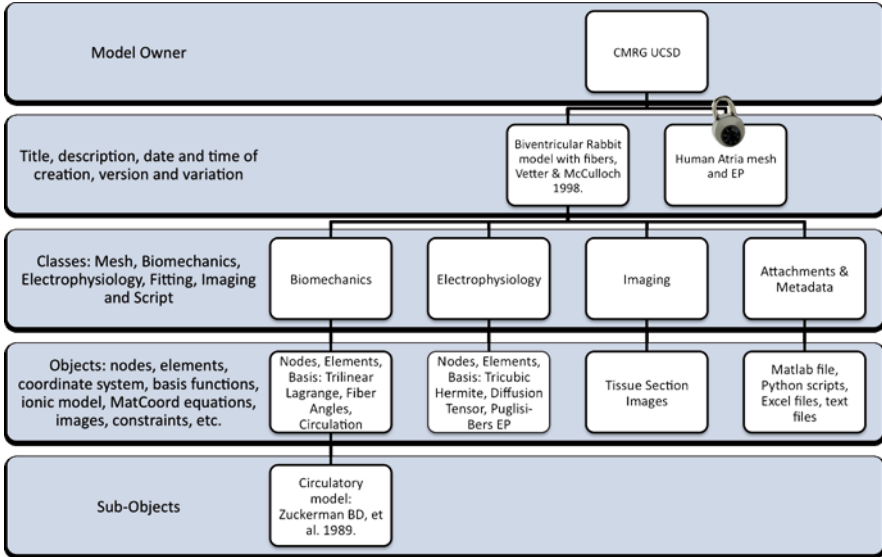 Model Owner
CMRG UCSD
Title, description, date and time of
creation, version and variation
Biventricular Rabbit
model with fibers,
Vetter & McCulloch
1998.
Human Atria mesh
and EP
Classes: Mesh, Biomechanics,
Electrophysiology, Fitting, Imaging
and Script
Biomechanics
Electrophysiology
Imaging
Attachments &
Metadata
Objects: nodes, elements,
coordinate system, basis functions,
ionic model, MatCoord equations,
images, constraints, etc.
Nodes, Elements,
Basis: Trilinear
Lagrange, Fiber
Angles,
Circulation
Nodes, Elements,
Basis: Tricubic
Hermite, Diffusion
Tensor, Puglisi-
Bers EP
Tissue Section
Images
Matlab file,
Python scripts,
Excel files, text
files
Sub-Objects
Circulatory
model:
Zuckerman BD, et
al. 1989.